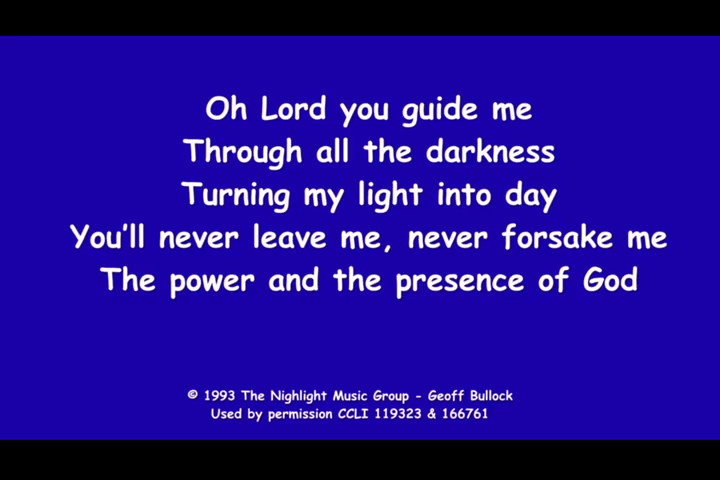 Oh Lord you guide me
Through all the darkness
Turning my light into day
You'll never leave me, never forsake me
The power and the presence of God
© 1993 The Nighlight Music Group - Geoff Bullock
Used by permission CCLI 119323 & 166761